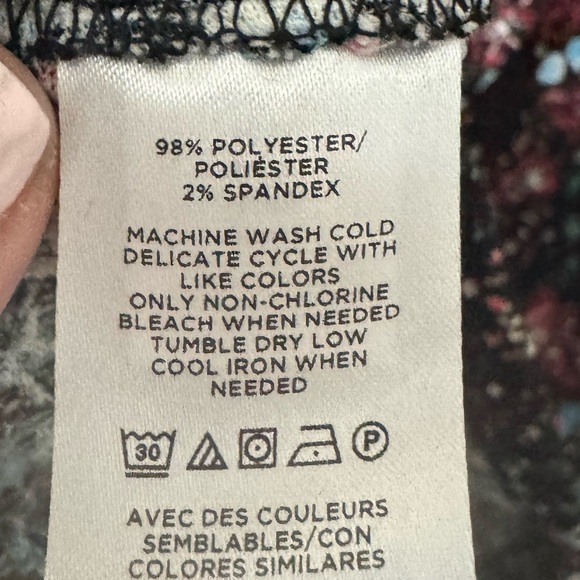 98% POLYESTER/
POLIÉSTER
2% SPANDEX
MACHINE WASH COLD
DELICATE CYCLE WITH
LIKE COLORS
ONLY NON-CHLORINE
BLEACH WHEN NEEDED
TUMBLE DRY LOW
COOL IRON WHEN
NEEDED
30 P
AVEC DES COULEURS
SEMBLABLES/CON
COLORES SIMILARES